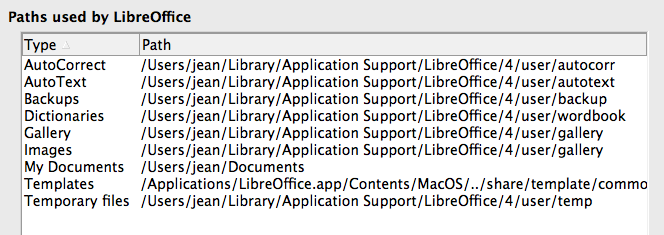 Paths used by LibreOffice
Type Path
AutoCorrect /Users/jean/Library/Application Support/LibreOffice/4/user/autocorr
AutoText /Users/jean/Library/Application Support/LibreOffice/4/user/autotext
Backups /Users/jean/Library/Application Support/LibreOffice/4/user/backup
Dictionaries /Users/jean/Library/Application Support/LibreOffice/4/user/wordbook
Gallery /Users/jean/Library/Application Support/LibreOffice/4/user/gallery
Images /Users/jean/Library/Application Support/LibreOffice/4/user/gallery
My Documents /Users/jean/Documents
Templates /Applications/LibreOffice.app/Contents/MacOS/../share/template/commo
Temporary files /Users/jean/Library/Application Support/LibreOffice/4/user/temp